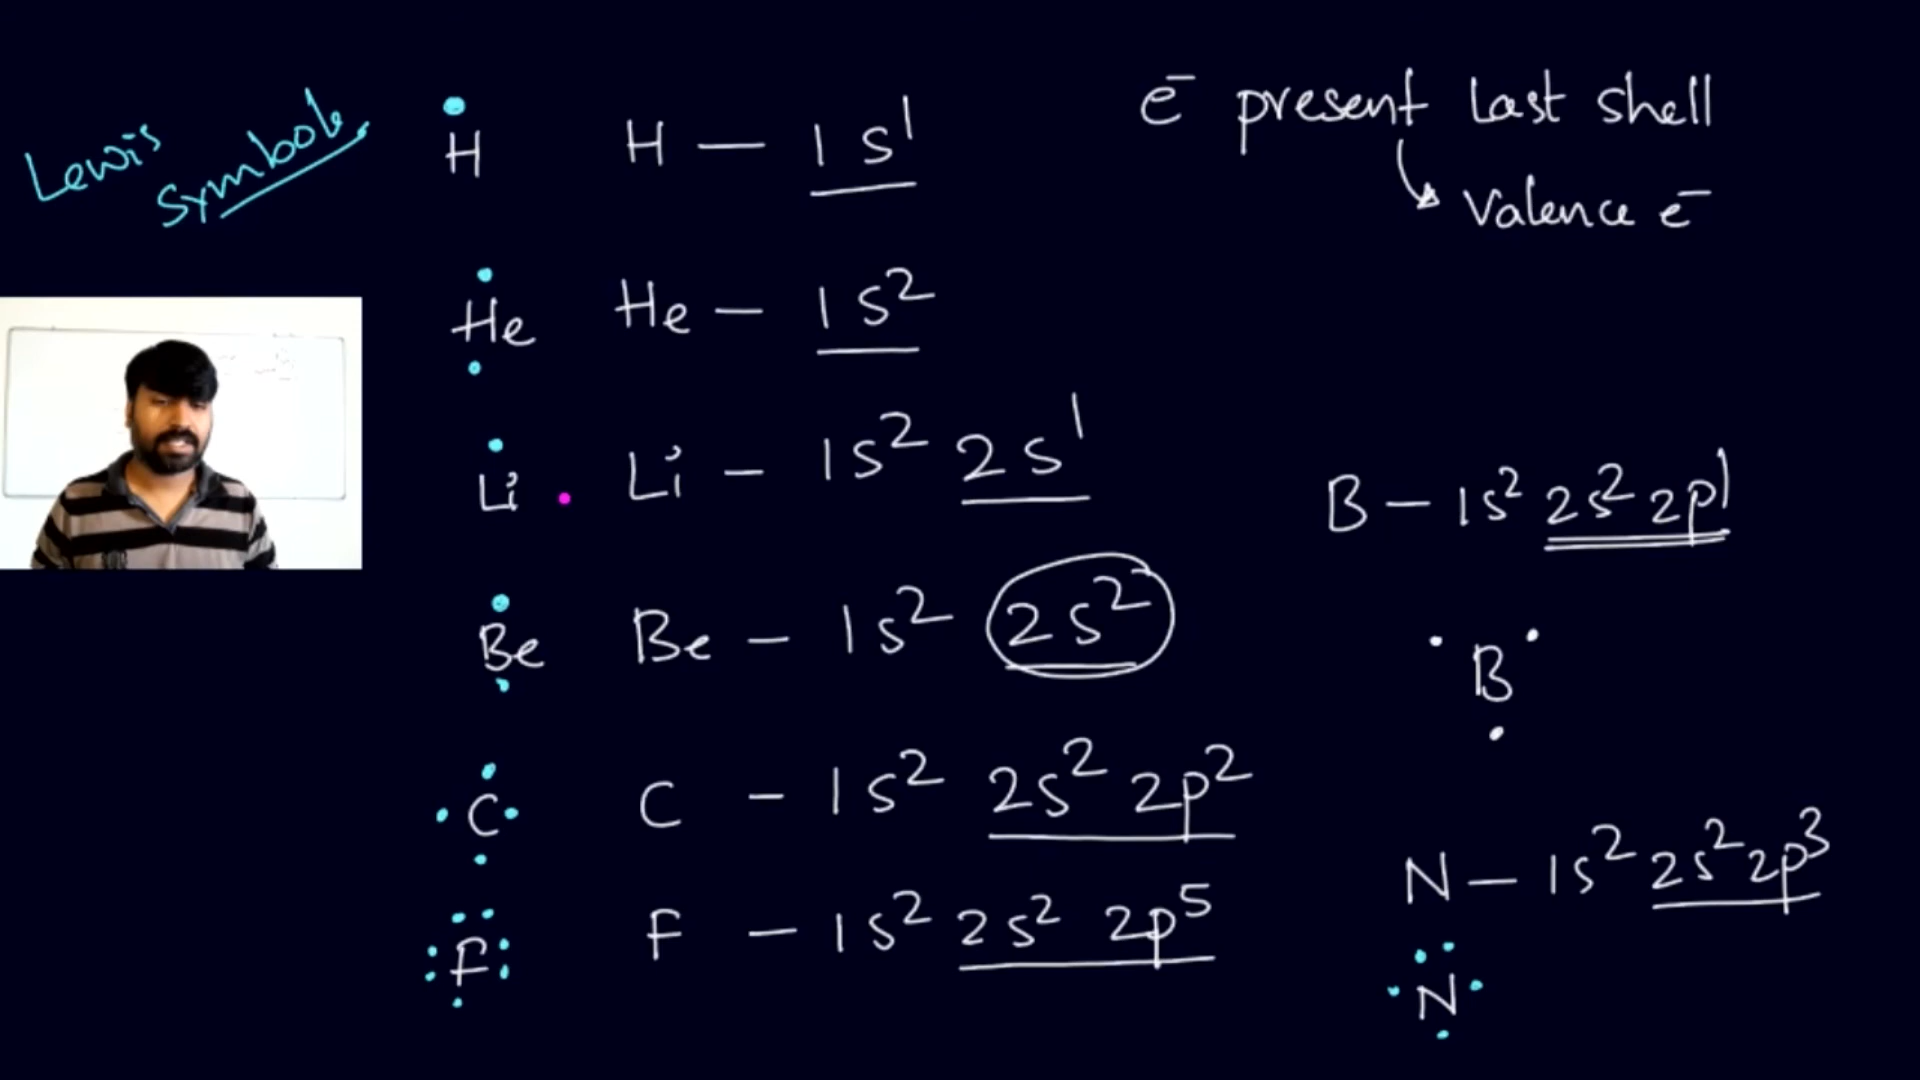 Lewis
Symbols
H H — 1s¹
e⁻ present last shell
Valence e⁻
He He — 1s²
Li Li — 1s² 2s¹
B — 1s² 2s² 2p¹
Be Be — 1s² 2s²
B
C C — 1s² 2s² 2p²
N — 1s² 2s² 2p³
F F — 1s² 2s² 2p⁵
N